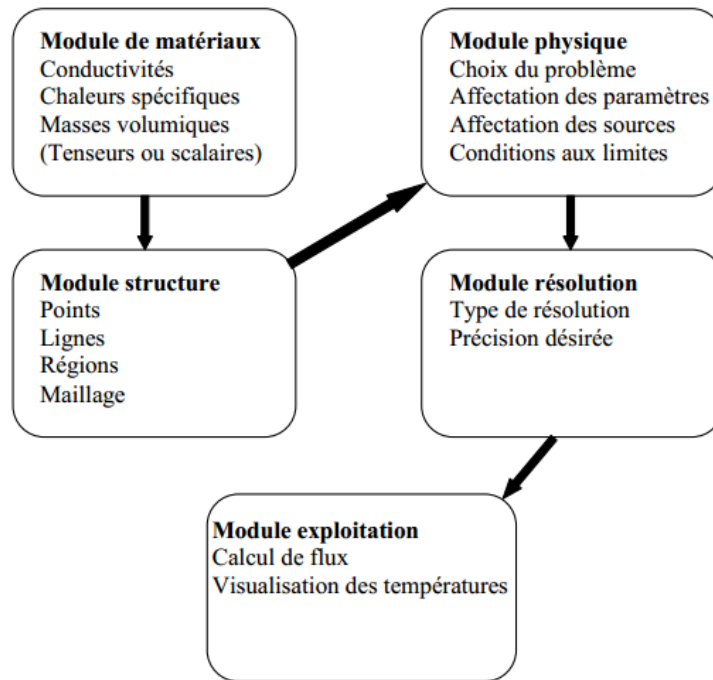 Module de matériaux
Conductivités
Chaleurs spécifiques
Masses volumiques
(Tenseurs ou scalaires)
Module structure
Points
Lignes
Régions
Maillage
Module physique
Choix du problème
Affectation des paramètres
Affectation des sources
Conditions aux limites
Module résolution
Type de résolution
Précision désirée
Module exploitation
Calcul de flux
Visualisation des températures